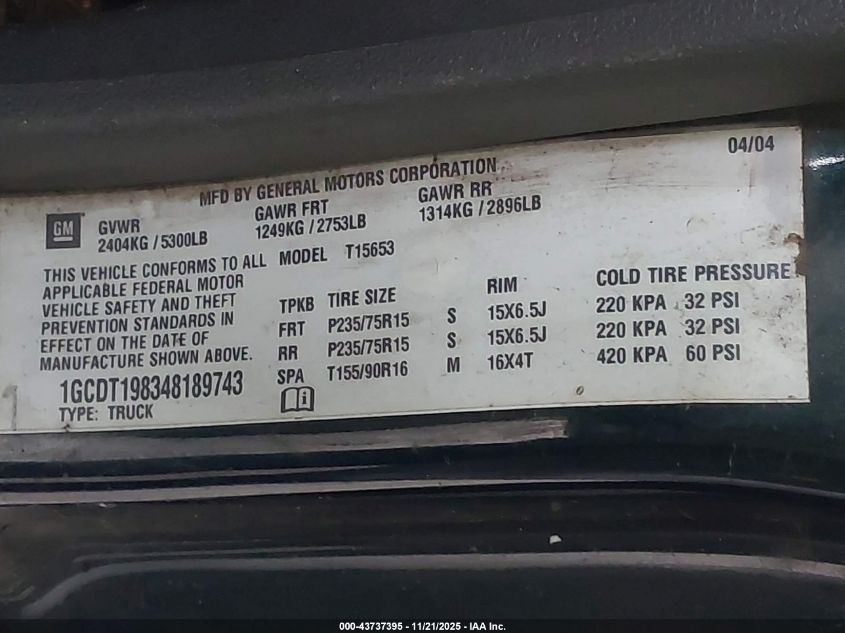 04/04
MFD BY GENERAL MOTORS CORPORATION
GM
GVWR GAWR FRT GAWR RR
2404KG / 5300LB 1249KG / 2753LB 1314KG / 2896LB
THIS VEHICLE CONFORMS TO ALL
APPLICABLE FEDERAL MOTOR
VEHICLE SAFETY AND THEFT
PREVENTION STANDARDS IN
EFFECT ON THE DATE OF
MANUFACTURE SHOWN ABOVE.
1GCDT198348189743
TYPE: TRUCK
MODEL T15653
TPKB TIRE SIZE RIM COLD TIRE PRESSURE
FRT P235/75R15 S 15X6.5J 220 KPA 32 PSI
RR P235/75R15 S 15X6.5J 220 KPA 32 PSI
SPA T155/90R16 M 16X4T 420 KPA 60 PSI
i
000-43737395 - 11/21/2025 - IAA Inc.